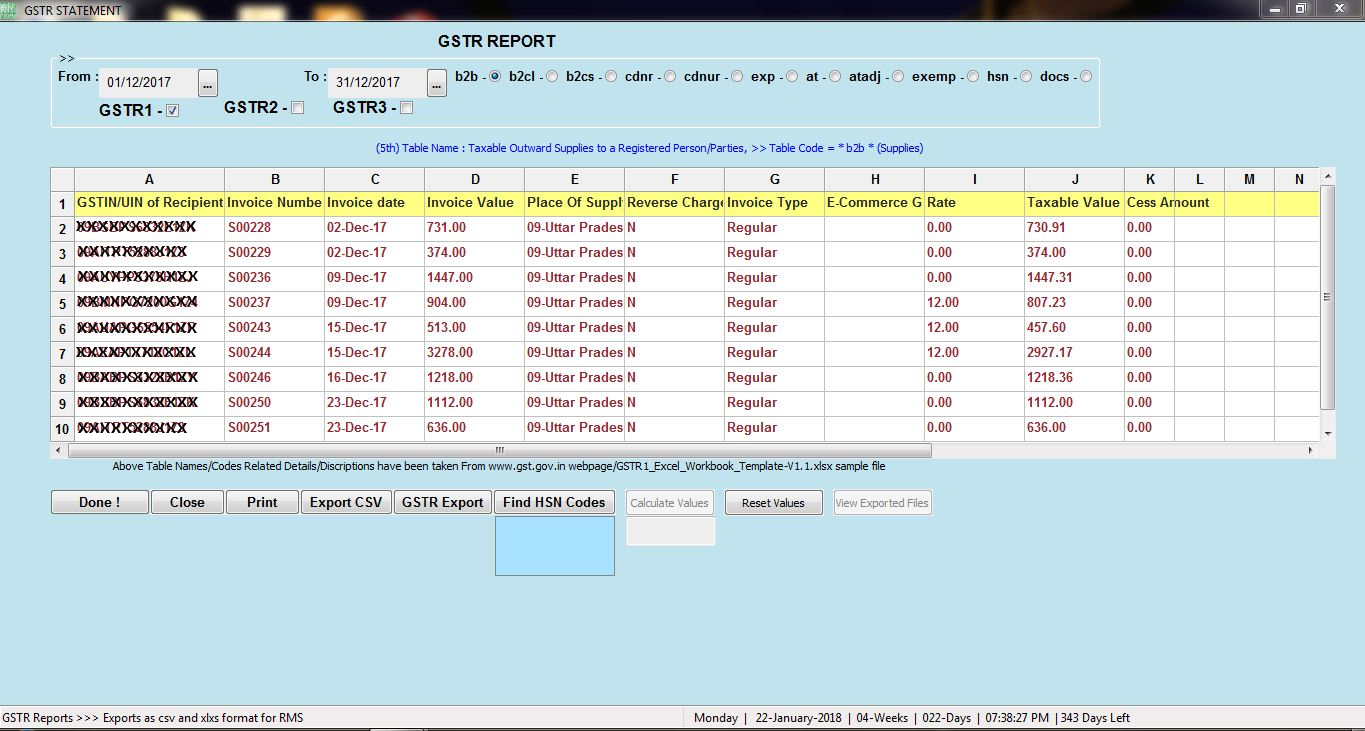 GSTR STATEMENT
GSTR REPORT
>>
From : 01/12/2017 ... To : 31/12/2017 ... b2b - b2cl - b2cs - cdnr - cdnur - exp - at - atadj - exemp - hsn - docs -
GSTR1 - GSTR2 - GSTR3 -
(5th) Table Name : Taxable Outward Supplies to a Registered Person/Parties, >> Table Code = * b2b * (Supplies)
A B C D E F G H I J K L M N
1 GSTIN/UIN of Recipient Invoice Numbe Invoice date Invoice Value Place Of Suppl Reverse Charge Invoice Type E-Commerce G Rate Taxable Value Cess Amount
2 S00228 02-Dec-17 731.00 09-Uttar Prades N Regular 0.00 730.91 0.00
3 S00229 02-Dec-17 374.00 09-Uttar Prades N Regular 0.00 374.00 0.00
4 S00236 09-Dec-17 1447.00 09-Uttar Prades N Regular 0.00 1447.31 0.00
5 S00237 09-Dec-17 904.00 09-Uttar Prades N Regular 12.00 807.23 0.00
6 S00243 15-Dec-17 513.00 09-Uttar Prades N Regular 12.00 457.60 0.00
7 S00244 15-Dec-17 3278.00 09-Uttar Prades N Regular 12.00 2927.17 0.00
8 S00246 16-Dec-17 1218.00 09-Uttar Prades N Regular 0.00 1218.36 0.00
9 S00250 23-Dec-17 1112.00 09-Uttar Prades N Regular 0.00 1112.00 0.00
10 S00251 23-Dec-17 636.00 09-Uttar Prades N Regular 0.00 636.00 0.00
Above Table Names/Codes Related Details/Discriptions have been taken From www.gst.gov.in webpage/GSTR1_Excel_Workbook_Template-V1.1.xlsx sample file
Done ! Close Print Export CSV GSTR Export Find HSN Codes Calculate Values Reset Values View Exported Files
GSTR Reports >>> Exports as csv and xlxs format for RMS Monday | 22-January-2018 | 04-Weeks | 022-Days | 07:38:27 PM | 343 Days Left